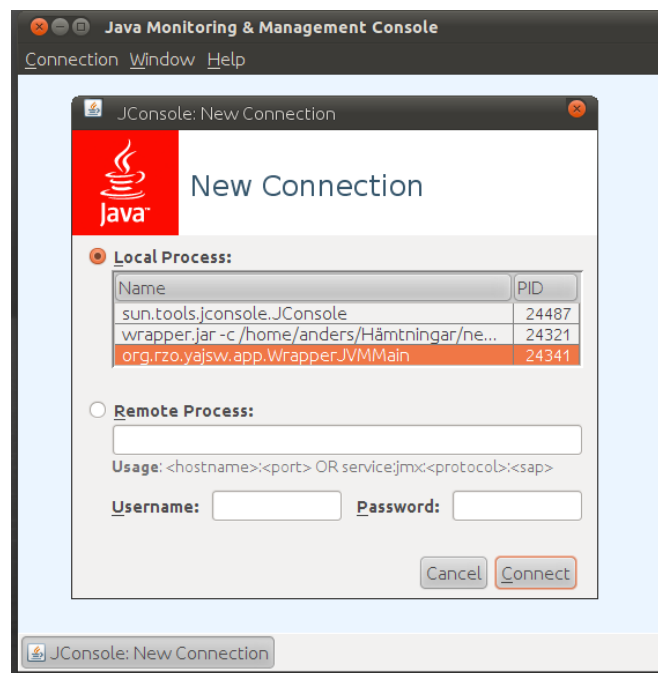 Java Monitoring & Management Console
Connection Window Help
JConsole: New Connection
Java™
New Connection
Local Process:
Name PID
sun.tools.jconsole.JConsole 24487
wrapper.jar -c /home/anders/Hämtningar/ne... 24321
org.rzo.yajsw.app.WrapperJVMMain 24341
Remote Process:
Usage: <hostname>:<port> OR service:jmx:<protocol>:<sap>
Username: Password:
Cancel Connect
JConsole: New Connection